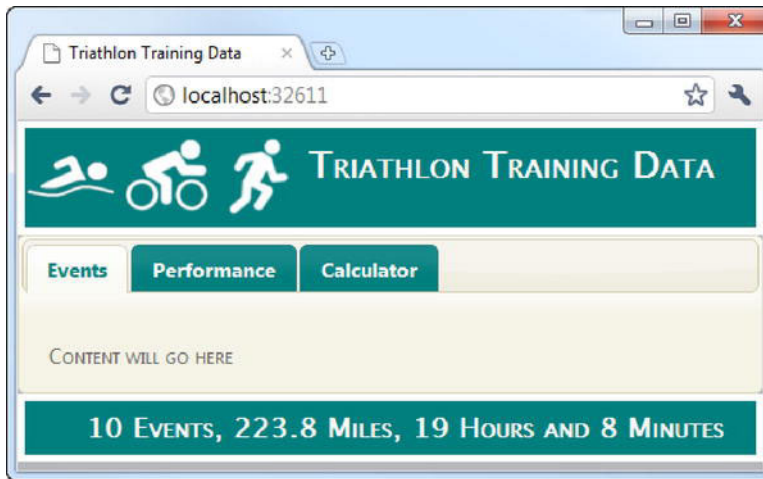 Triathlon Training Data
localhost:32611
Triathlon Training Data
Events Performance Calculator
Content will go here
10 Events, 223.8 Miles, 19 Hours and 8 Minutes